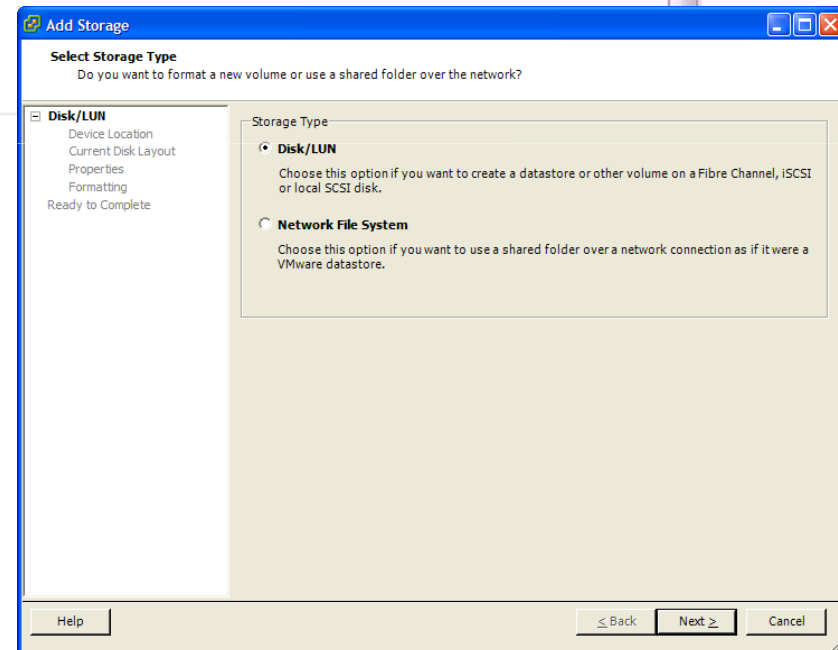 Add Storage
Select Storage Type
Do you want to format a new volume or use a shared folder over the network?
Disk/LUN
Device Location
Current Disk Layout
Properties
Formatting
Ready to Complete
Storage Type
Disk/LUN
Choose this option if you want to create a datastore or other volume on a Fibre Channel, iSCSI
or local SCSI disk.
Network File System
Choose this option if you want to use a shared folder over a network connection as if it were a
VMware datastore.
Help
< Back
Next >
Cancel